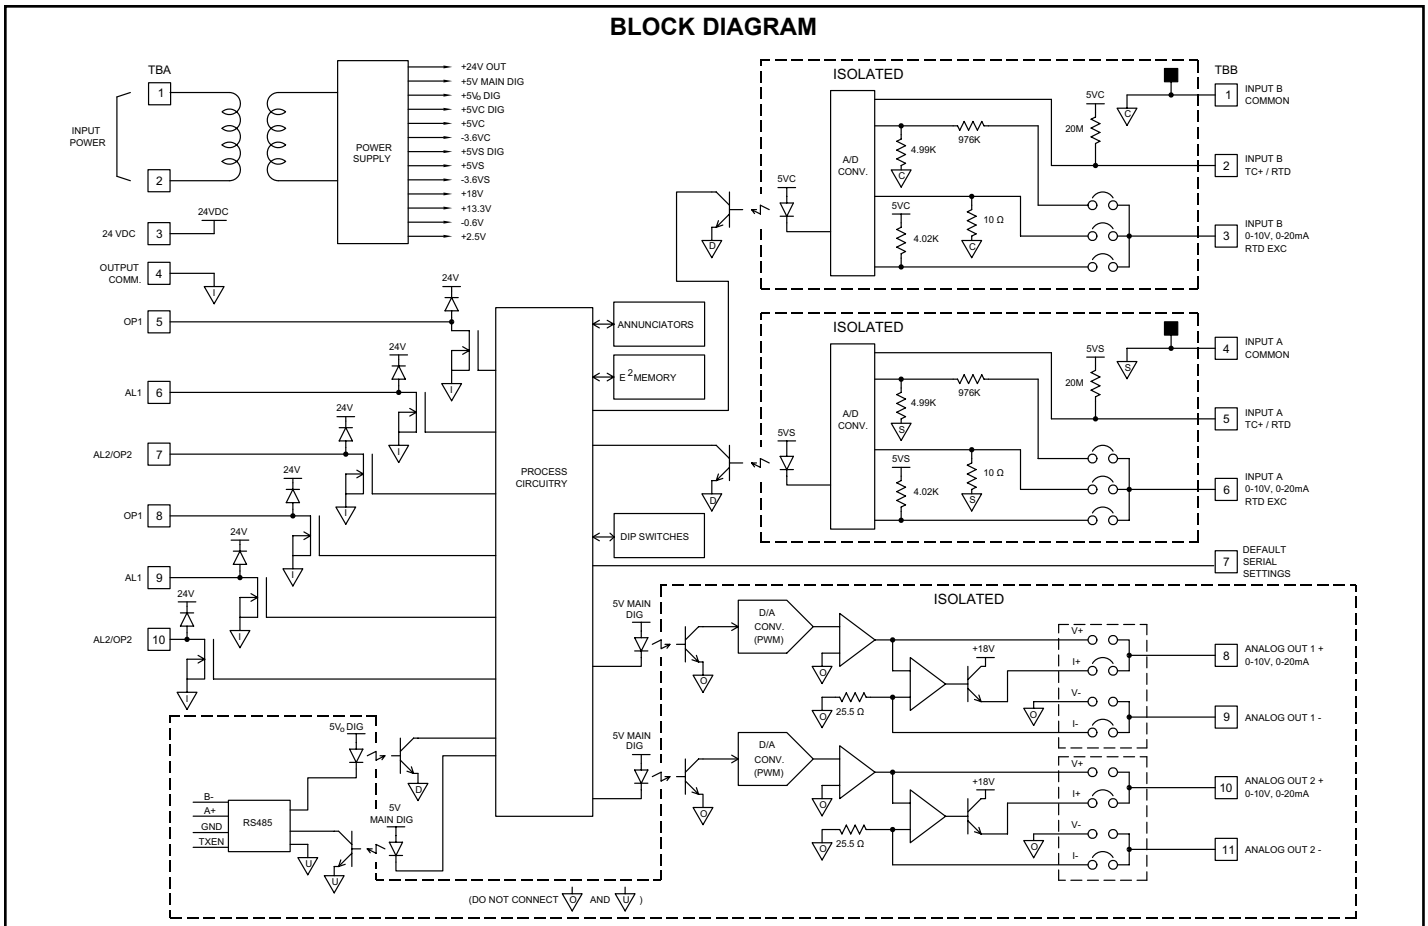 BLOCK DIAGRAM
TBA
1
INPUT
POWER
2
24VDC
24 VDC
3
OUTPUT
COMM.
4
I
POWER
SUPPLY
+24V OUT
+5V MAIN DIG
+5V₀ DIG
+5VC DIG
+5VC
-3.6VC
+5VS DIG
+5VS
-3.6VS
+18V
+13.3V
-0.6V
+2.5V
OP1
5
24V
I
AL1
6
24V
I
AL2/OP2
7
24V
I
OP1
8
24V
I
AL1
9
24V
I
AL2/OP2
10
24V
I
PROCESS
CIRCUITRY
ANNUNCIATORS
E² MEMORY
DIP SWITCHES
D
D
ISOLATED
5VC
A/D
CONV.
4.99K
C
976K
5VC
4.02K
10 Ω
C
5VC
20M
C
TBB
1
INPUT B
COMMON
2
INPUT B
TC+ / RTD
3
INPUT B
0-10V, 0-20mA
RTD EXC
ISOLATED
5VS
A/D
CONV.
4.99K
S
976K
5VS
4.02K
10 Ω
S
5VS
20M
S
4
INPUT A
COMMON
5
INPUT A
TC+ / RTD
6
INPUT A
0-10V, 0-20mA
RTD EXC
7
DEFAULT
SERIAL
SETTINGS
ISOLATED
5V MAIN
DIG
O
D/A
CONV.
(PWM)
O
O
25.5 Ω
+18V
V+
I+
V-
O
I-
8
ANALOG OUT 1 +
0-10V, 0-20mA
9
ANALOG OUT 1 -
5V MAIN
DIG
O
D/A
CONV.
(PWM)
O
O
25.5 Ω
+18V
V+
I+
V-
O
I-
10
ANALOG OUT 2 +
0-10V, 0-20mA
11
ANALOG OUT 2 -
5V₀ DIG
D
B-
A+
GND
TXEN
RS485
U
U
5V
MAIN DIG
(DO NOT CONNECT O AND U )